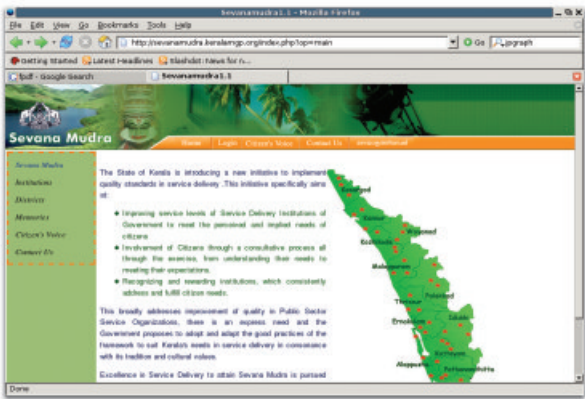 Sevanamudra1.1 - Mozilla Firefox
File Edit View Go Bookmarks Tools Help
http://sevanamudra.keralamgp.org/index.php?op=main
Go
jpgraph
Getting Started
Latest Headlines
Slashdot: News for n...
fpdf - Google Search
Sevanamudra1.1
Sevana Mudra
Home
Login
Citizen's Voice
Contact Us
Sevana Mudra
Institutions
Districts
Memories
Citizen's Voice
Contact Us
The State of Kerala is introducing a new initiative to implement
quality standards in service delivery .This initiative specifically aims
at:
Improving service levels of Service Delivery Institutions of
Government to meet the perceived and implied needs of
citizens
Involvement of Citizens through a consultative process all
through the exercise, from understanding their needs to
meeting their expectations.
Recognizing and rewarding institutions, which consistently
address and fulfill citizen needs.
This broadly addresses improvement of quality in Public Sector
Service Organizations, there is an express need and the
Government proposes to adopt and adapt the good practices of the
framework to suit Kerala's needs in service delivery in consonance
with its tradition and cultural values.
Excellence in Service Delivery to attain Sevana Mudra is pursued
Kasargod
Kannur
Wayanad
Kozhikode
Malappuram
Palakkad
Thrissur
Ernakulam
Idukki
Kottayam
Alappuzha
Pathanamthitta
Done